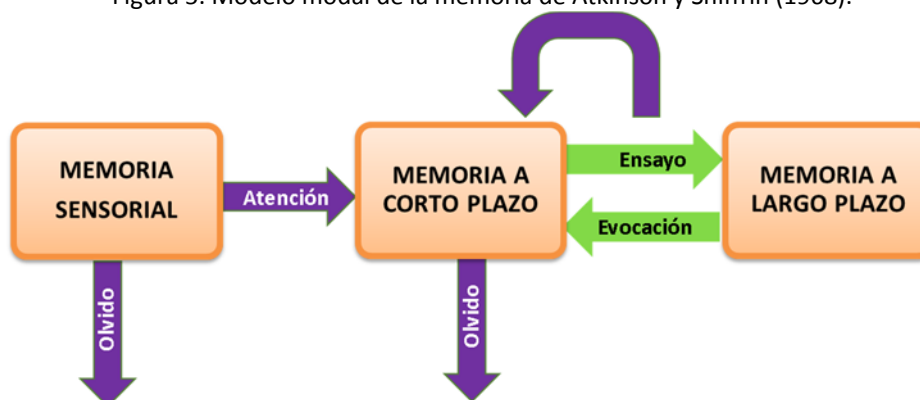 Figura 3. Modelo modal de la memoria de Atkinson y Shiffrin (1968).
MEMORIA
SENSORIAL
Atención
MEMORIA A
CORTO PLAZO
Ensayo
Evocación
MEMORIA A
LARGO PLAZO
Olvido
Olvido